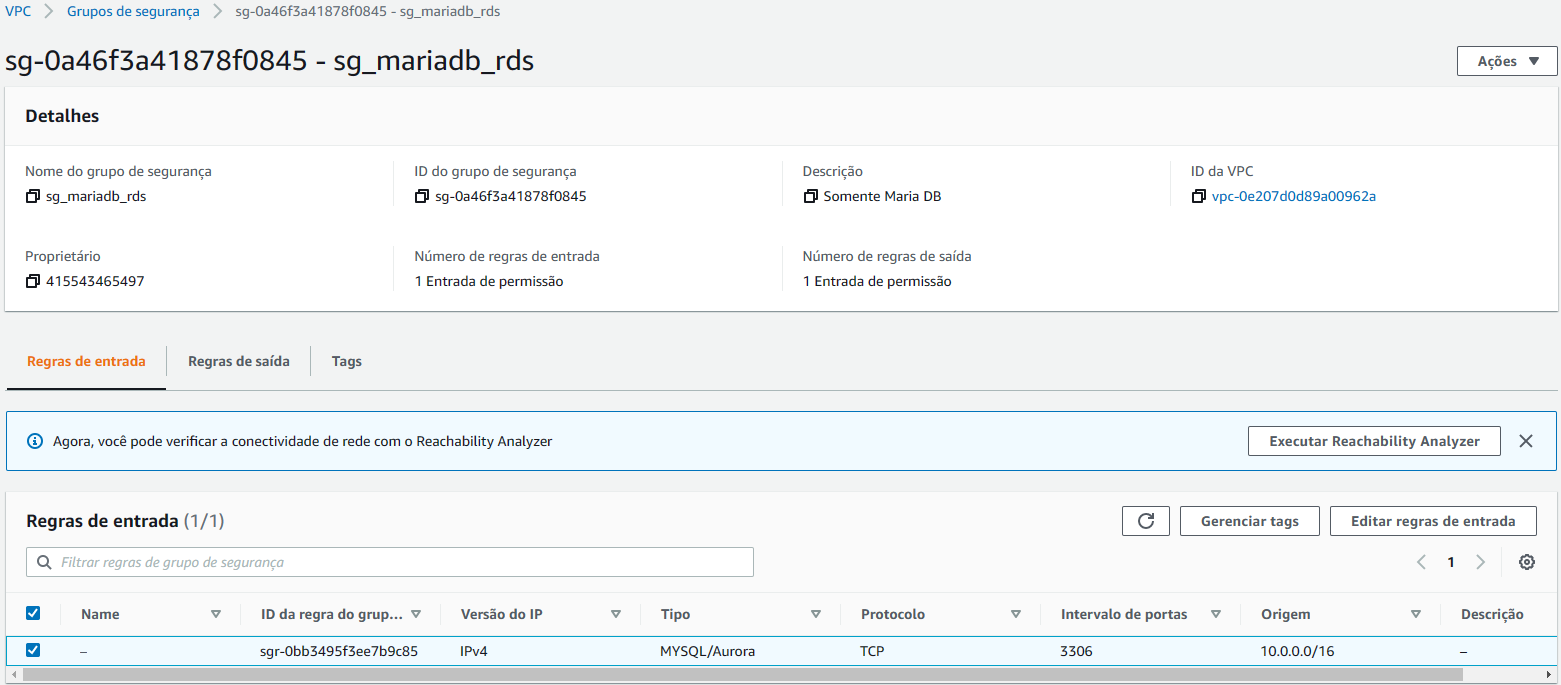 VPC > Grupos de segurança > sg-0a46f3a41878f0845 - sg_mariadb_rds
sg-0a46f3a41878f0845 - sg_mariadb_rds
Ações
Detalhes
Nome do grupo de segurança ID do grupo de segurança Descrição ID da VPC
sg_mariadb_rds sg-0a46f3a41878f0845 Somente Maria DB vpc-0e207d0d89a00962a
Proprietário Número de regras de entrada Número de regras de saída
415543465497 1 Entrada de permissão 1 Entrada de permissão
Regras de entrada Regras de saída Tags
Agora, você pode verificar a conectividade de rede com o Reachability Analyzer Executar Reachability Analyzer
Regras de entrada (1/1) Gerenciar tags Editar regras de entrada
Filtrar regras de grupo de segurança 1
Name ID da regra do grup... Versão do IP Tipo Protocolo Intervalo de portas Origem Descrição
– sgr-0bb3495f3ee7b9c85 IPv4 MYSQL/Aurora TCP 3306 10.0.0.0/16 –